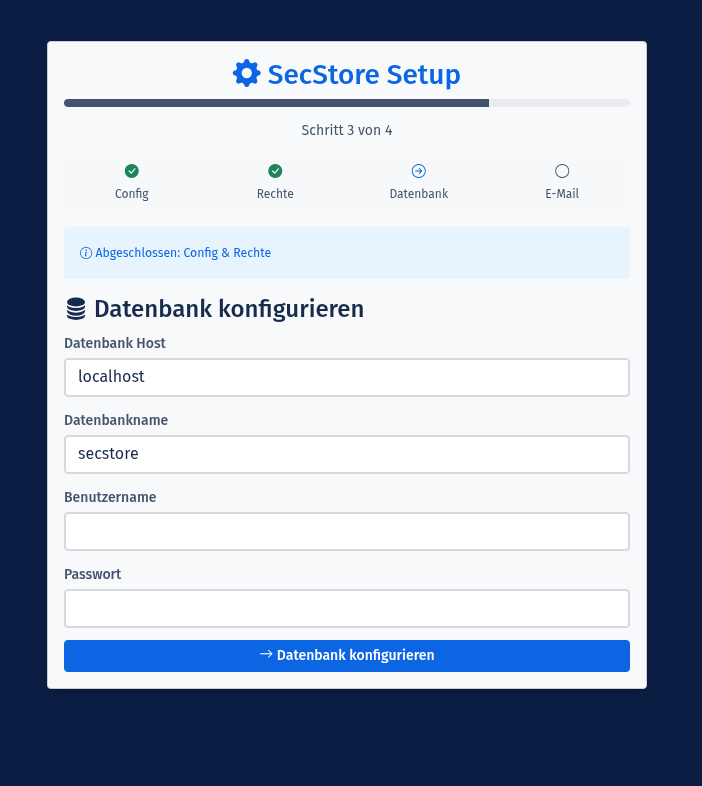 SecStore Setup
Schritt 3 von 4
Config
Rechte
Datenbank
E-Mail
Abgeschlossen: Config & Rechte
Datenbank konfigurieren
Datenbank Host
localhost
Datenbankname
secstore
Benutzername
Passwort
Datenbank konfigurieren